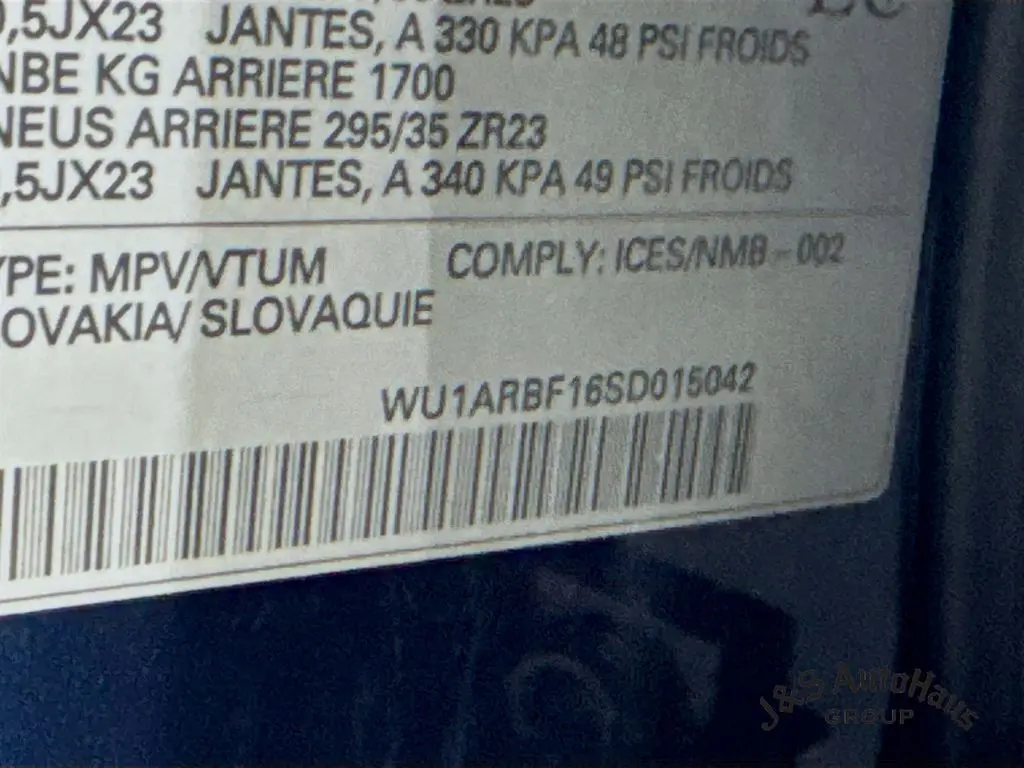 ,5JX23 JANTES, A 330 KPA 48 PSI FROIDS
NBE KG ARRIERE 1700
NEUS ARRIERE 295/35 ZR23
,5JX23 JANTES, A 340 KPA 49 PSI FROIDS
YPE: MPV/VTUM COMPLY: ICES/NMB-002
OVAKIA/ SLOVAQUIE
WU1ARBF16SD015042
J&S AutoHaus
GROUP